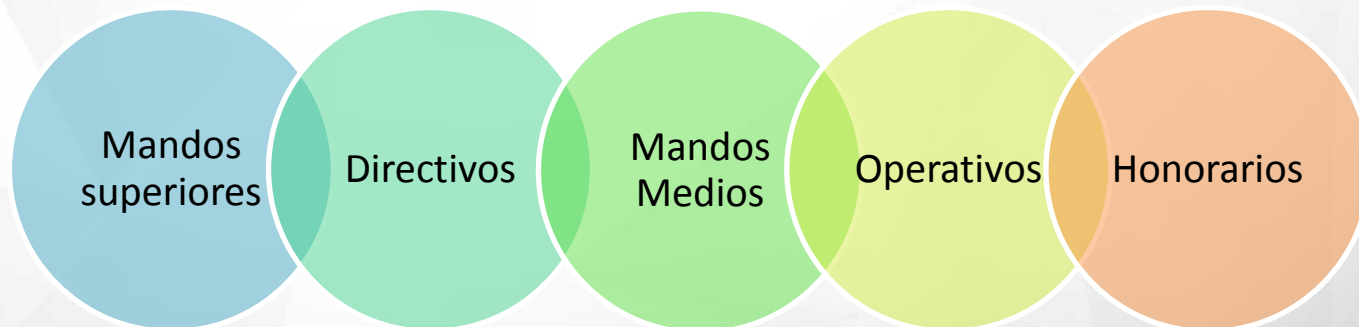 Mandos
superiores
Directivos
Mandos
Medios
Operativos
Honorarios